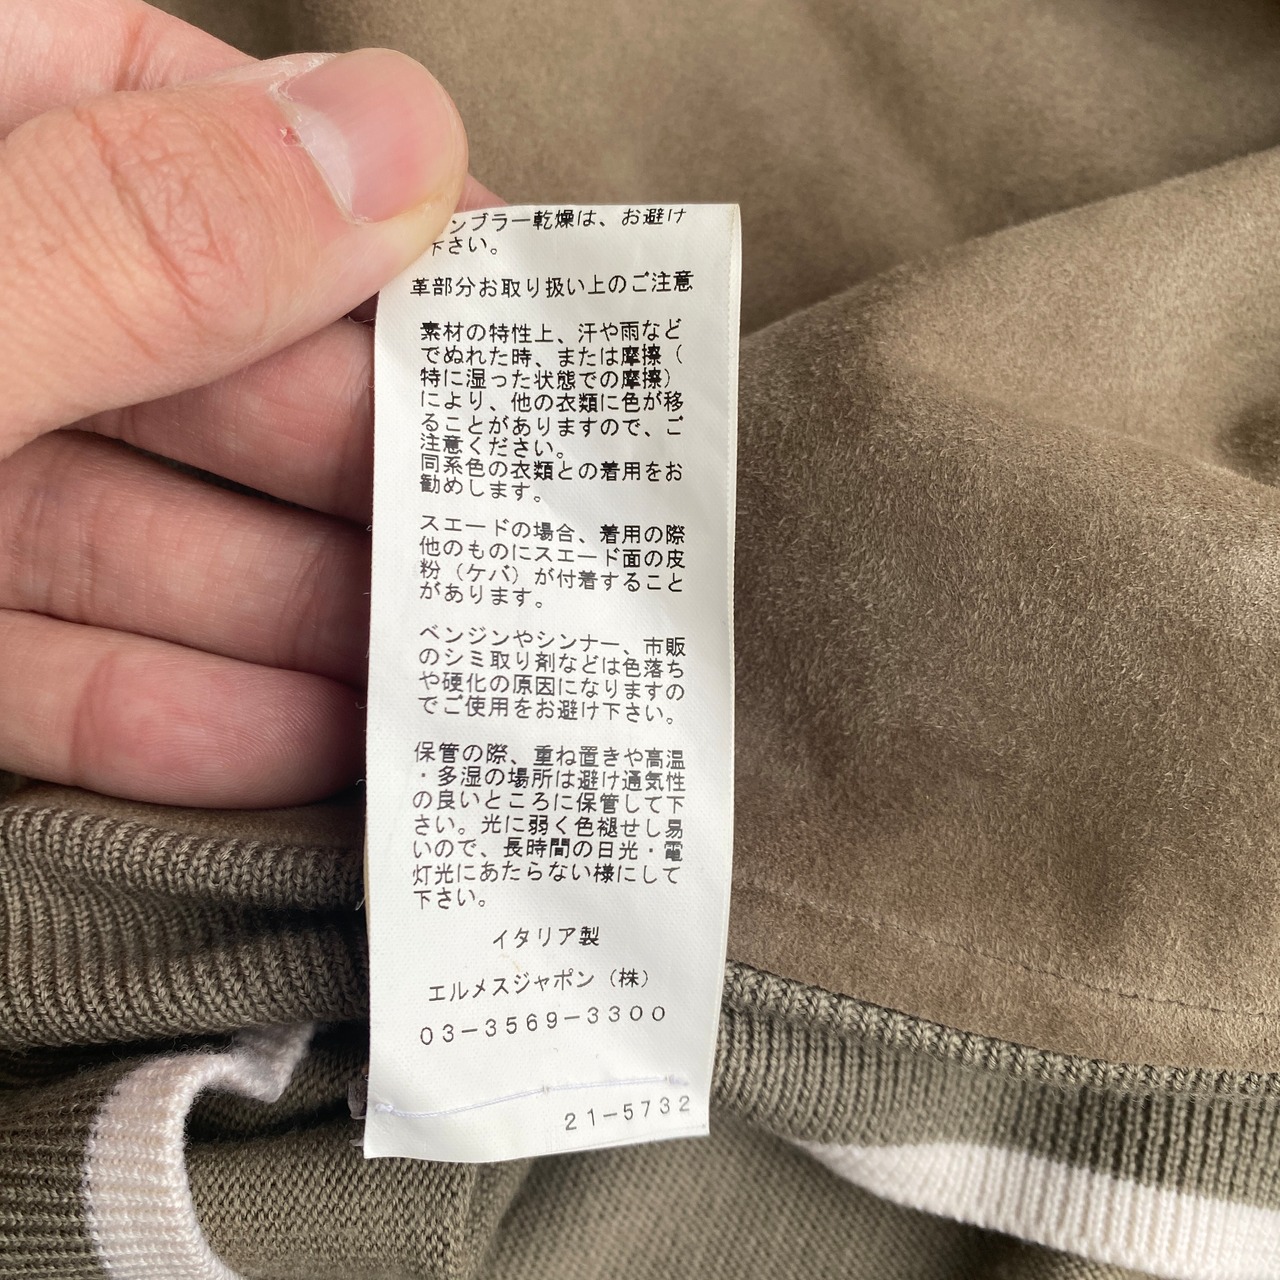 ンブラー乾燥は、お避け
下さい。
革部分お取り扱い上のご注意
素材の特性上、汗や雨など
でぬれた時、または摩擦（
特に湿った状態での摩擦）
により、他の衣類に色が移
ることがありますので、ご
注意ください。
同系色の衣類との着用をお
勧めします。
スエードの場合、着用の際
他のものにスエード面の皮
粉（ケバ）が付着すること
があります。
ベンジンやシンナー、市販
のシミ取り剤などは色落ち
や硬化の原因になりますの
でご使用をお避け下さい。
保管の際、重ね置きや高温
・多湿の場所は避け通気性
の良いところに保管して下
さい。光に弱く色褪せし易
いので、長時間の日光・電
灯光にあたらない様にして
下さい。
イタリア製
エルメスジャポン（株）
03-3569-3300
21-5732